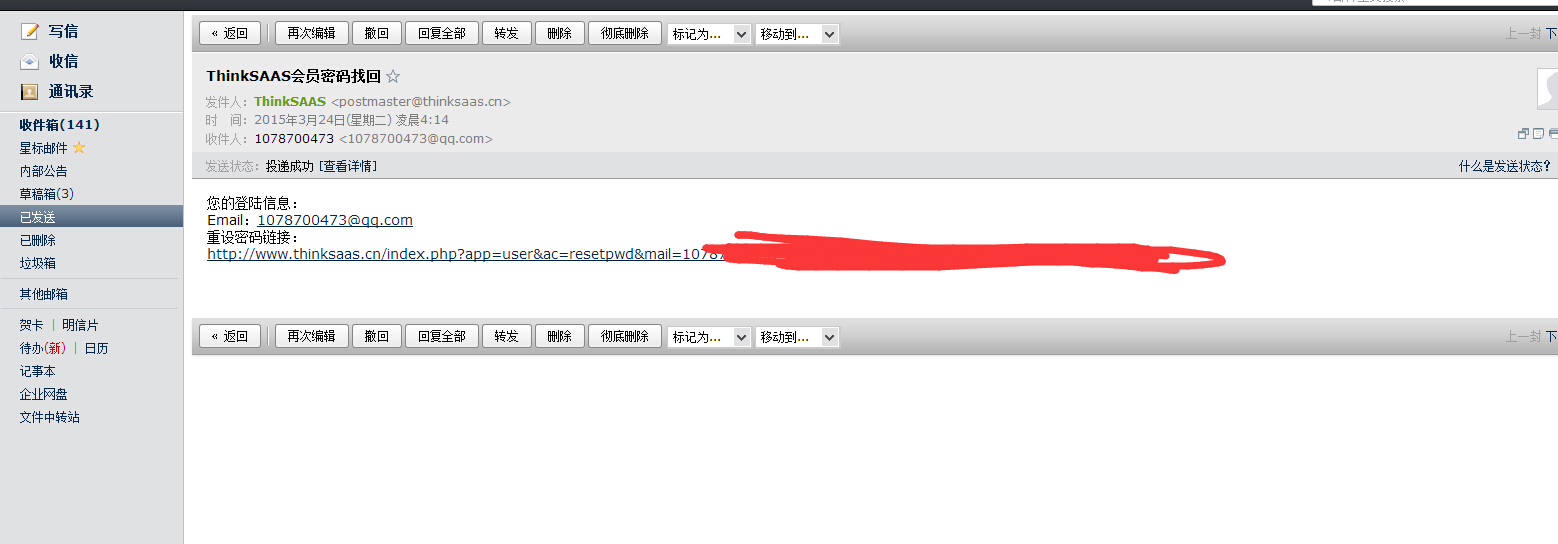 写信
收信
通讯录
收件箱(141)
星标邮件
内部公告
草稿箱(3)
已发送
已删除
垃圾箱
其他邮箱
贺卡 | 明信片
待办(新) | 日历
记事本
企业网盘
文件中转站
« 返回 再次编辑 撤回 回复全部 转发 删除 彻底删除 标记为... 移动到... 上一封 下
ThinkSAAS会员密码找回
发件人：ThinkSAAS <postmaster@thinksaas.cn>
时 间：2015年3月24日(星期二) 凌晨4:14
收件人：1078700473 <1078700473@qq.com>
发送状态：投递成功 [查看详情] 什么是发送状态?
您的登陆信息：
Email：1078700473@qq.com
重设密码链接：
http://www.thinksaas.cn/index.php?app=user&ac=resetpwd&mail=10787
« 返回 再次编辑 撤回 回复全部 转发 删除 彻底删除 标记为... 移动到... 上一封 下